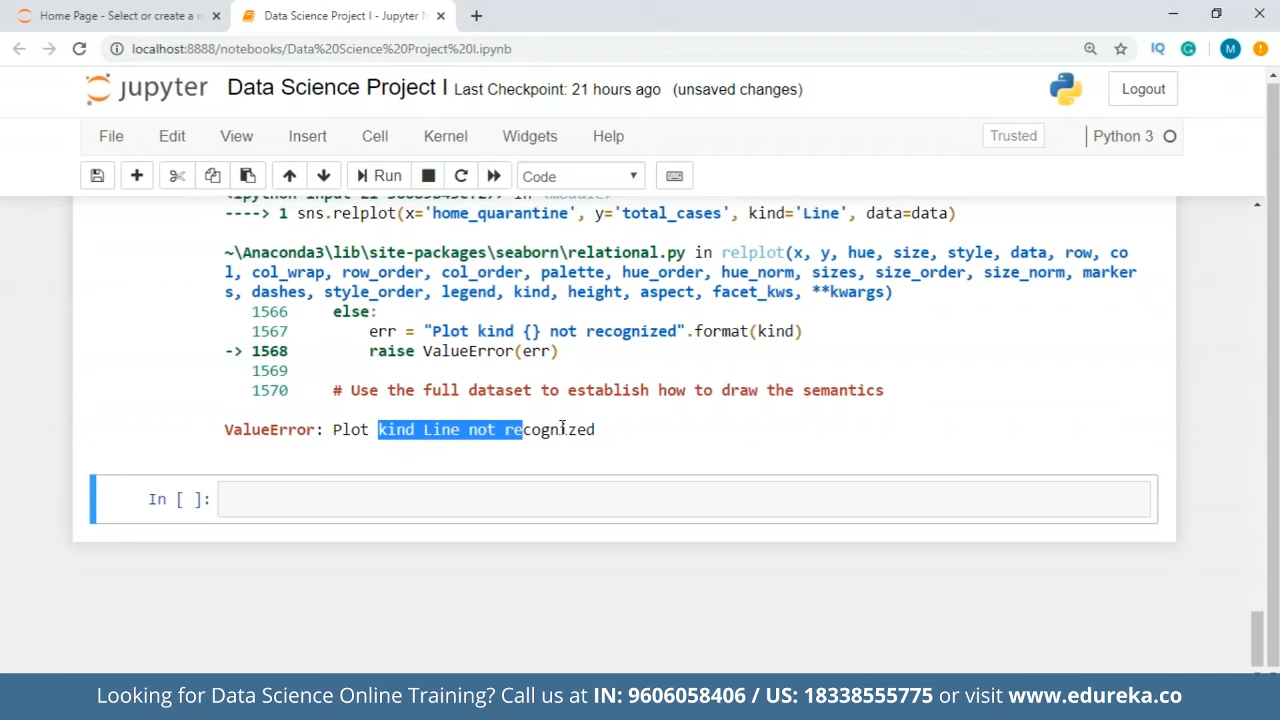 Home Page - Select or create a n
Data Science Project I - Jupyter N
localhost:8888/notebooks/Data%20Science%20Project%20I.ipynb
IQ
G
M
jupyter Data Science Project I Last Checkpoint: 21 hours ago (unsaved changes)
Logout
File Edit View Insert Cell Kernel Widgets Help
Trusted
Python 3
Run
Code
in <module>
----> 1 sns.relplot(x='home_quarantine', y='total_cases', kind='Line', data=data)
~\Anaconda3\lib\site-packages\seaborn\relational.py in relplot(x, y, hue, size, style, data, row, co
l, col_wrap, row_order, col_order, palette, hue_order, hue_norm, sizes, size_order, size_norm, marker
s, dashes, style_order, legend, kind, height, aspect, facet_kws, **kwargs)
1566 else:
1567 err = "Plot kind {} not recognized".format(kind)
-> 1568 raise ValueError(err)
1569
1570 # Use the full dataset to establish how to draw the semantics
ValueError: Plot kind Line not recognized
In [ ]:
Looking for Data Science Online Training? Call us at IN: 9606058406 / US: 18338555775 or visit www.edureka.co